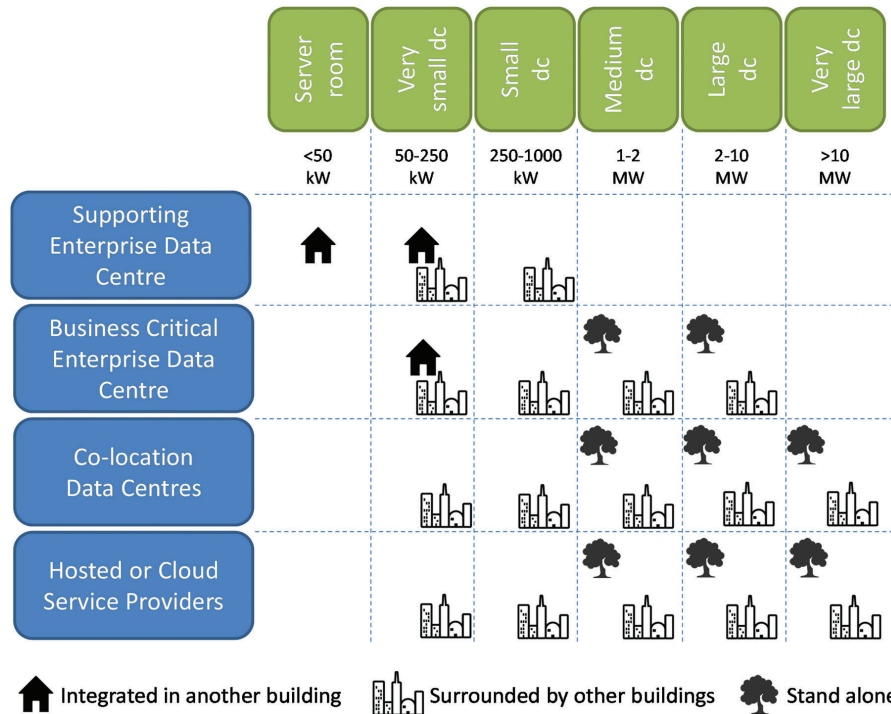 Server
room
Very
small dc
Small
dc
Medium
dc
Large
dc
Very
large dc
<50
kW
50-250
kW
250-1000
kW
1-2
MW
2-10
MW
>10
MW
Supporting
Enterprise Data
Centre
Business Critical
Enterprise Data
Centre
Co-location
Data Centres
Hosted or Cloud
Service Providers
Integrated in another building
Surrounded by other buildings
Stand alone